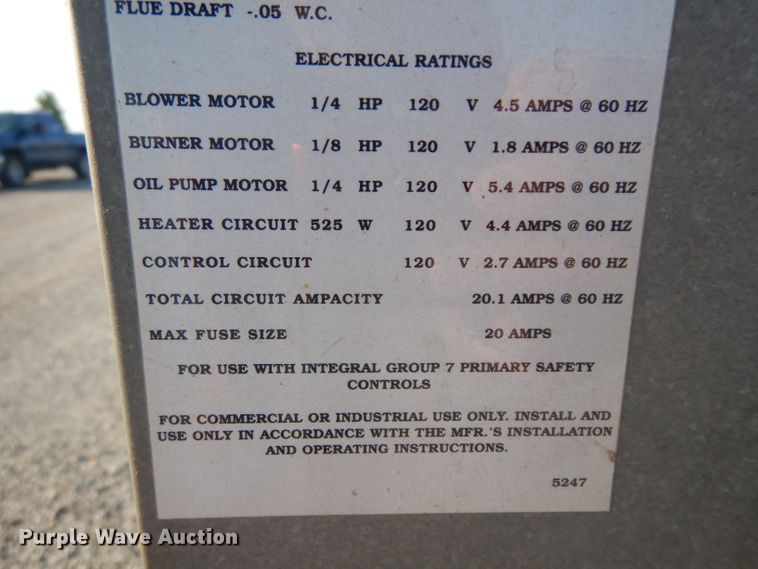 FLUE DRAFT -.05 W.C.
ELECTRICAL RATINGS
BLOWER MOTOR 1/4 HP 120 V 4.5 AMPS @ 60 HZ
BURNER MOTOR 1/8 HP 120 V 1.8 AMPS @ 60 HZ
OIL PUMP MOTOR 1/4 HP 120 V 5.4 AMPS @ 60 HZ
HEATER CIRCUIT 525 W 120 V 4.4 AMPS @ 60 HZ
CONTROL CIRCUIT 120 V 2.7 AMPS @ 60 HZ
TOTAL CIRCUIT AMPACITY 20.1 AMPS @ 60 HZ
MAX FUSE SIZE 20 AMPS
FOR USE WITH INTEGRAL GROUP 7 PRIMARY SAFETY
CONTROLS
FOR COMMERCIAL OR INDUSTRIAL USE ONLY. INSTALL AND
USE ONLY IN ACCORDANCE WITH THE MFR.'S INSTALLATION
AND OPERATING INSTRUCTIONS.
5247
Purple Wave Auction